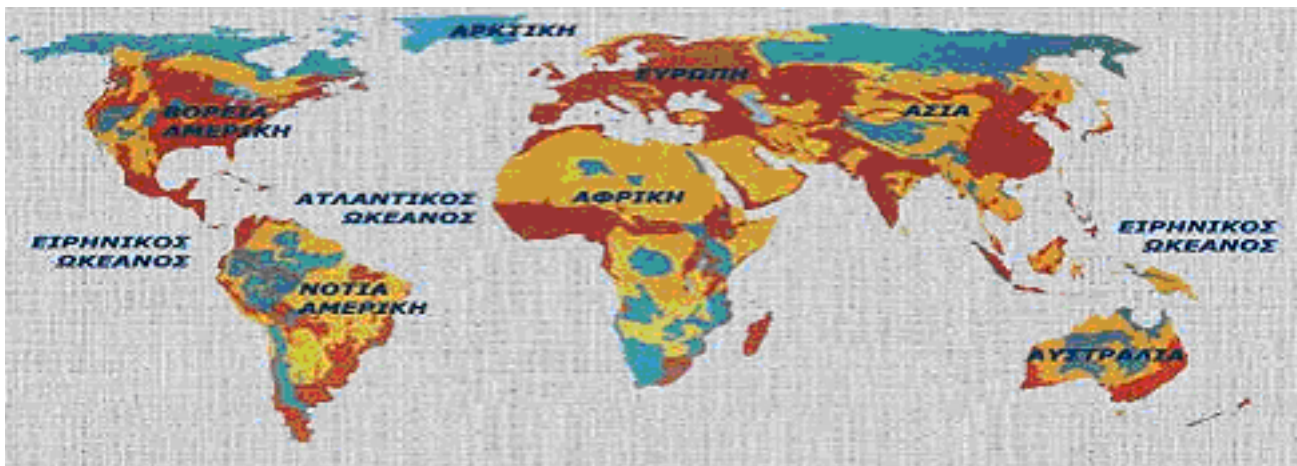 ΑΡΚΤΙΚΗ
ΕΥΡΩΠΗ
ΒΟΡΕΙΑ
ΑΜΕΡΙΚΗ
ΑΣΙΑ
ΑΤΛΑΝΤΙΚΟΣ
ΩΚΕΑΝΟΣ
ΑΦΡΙΚΗ
ΕΙΡΗΝΙΚΟΣ
ΩΚΕΑΝΟΣ
ΕΙΡΗΝΙΚΟΣ
ΩΚΕΑΝΟΣ
ΝΟΤΙΑ
ΑΜΕΡΙΚΗ
ΑΥΣΤΡΑΛΙΑ